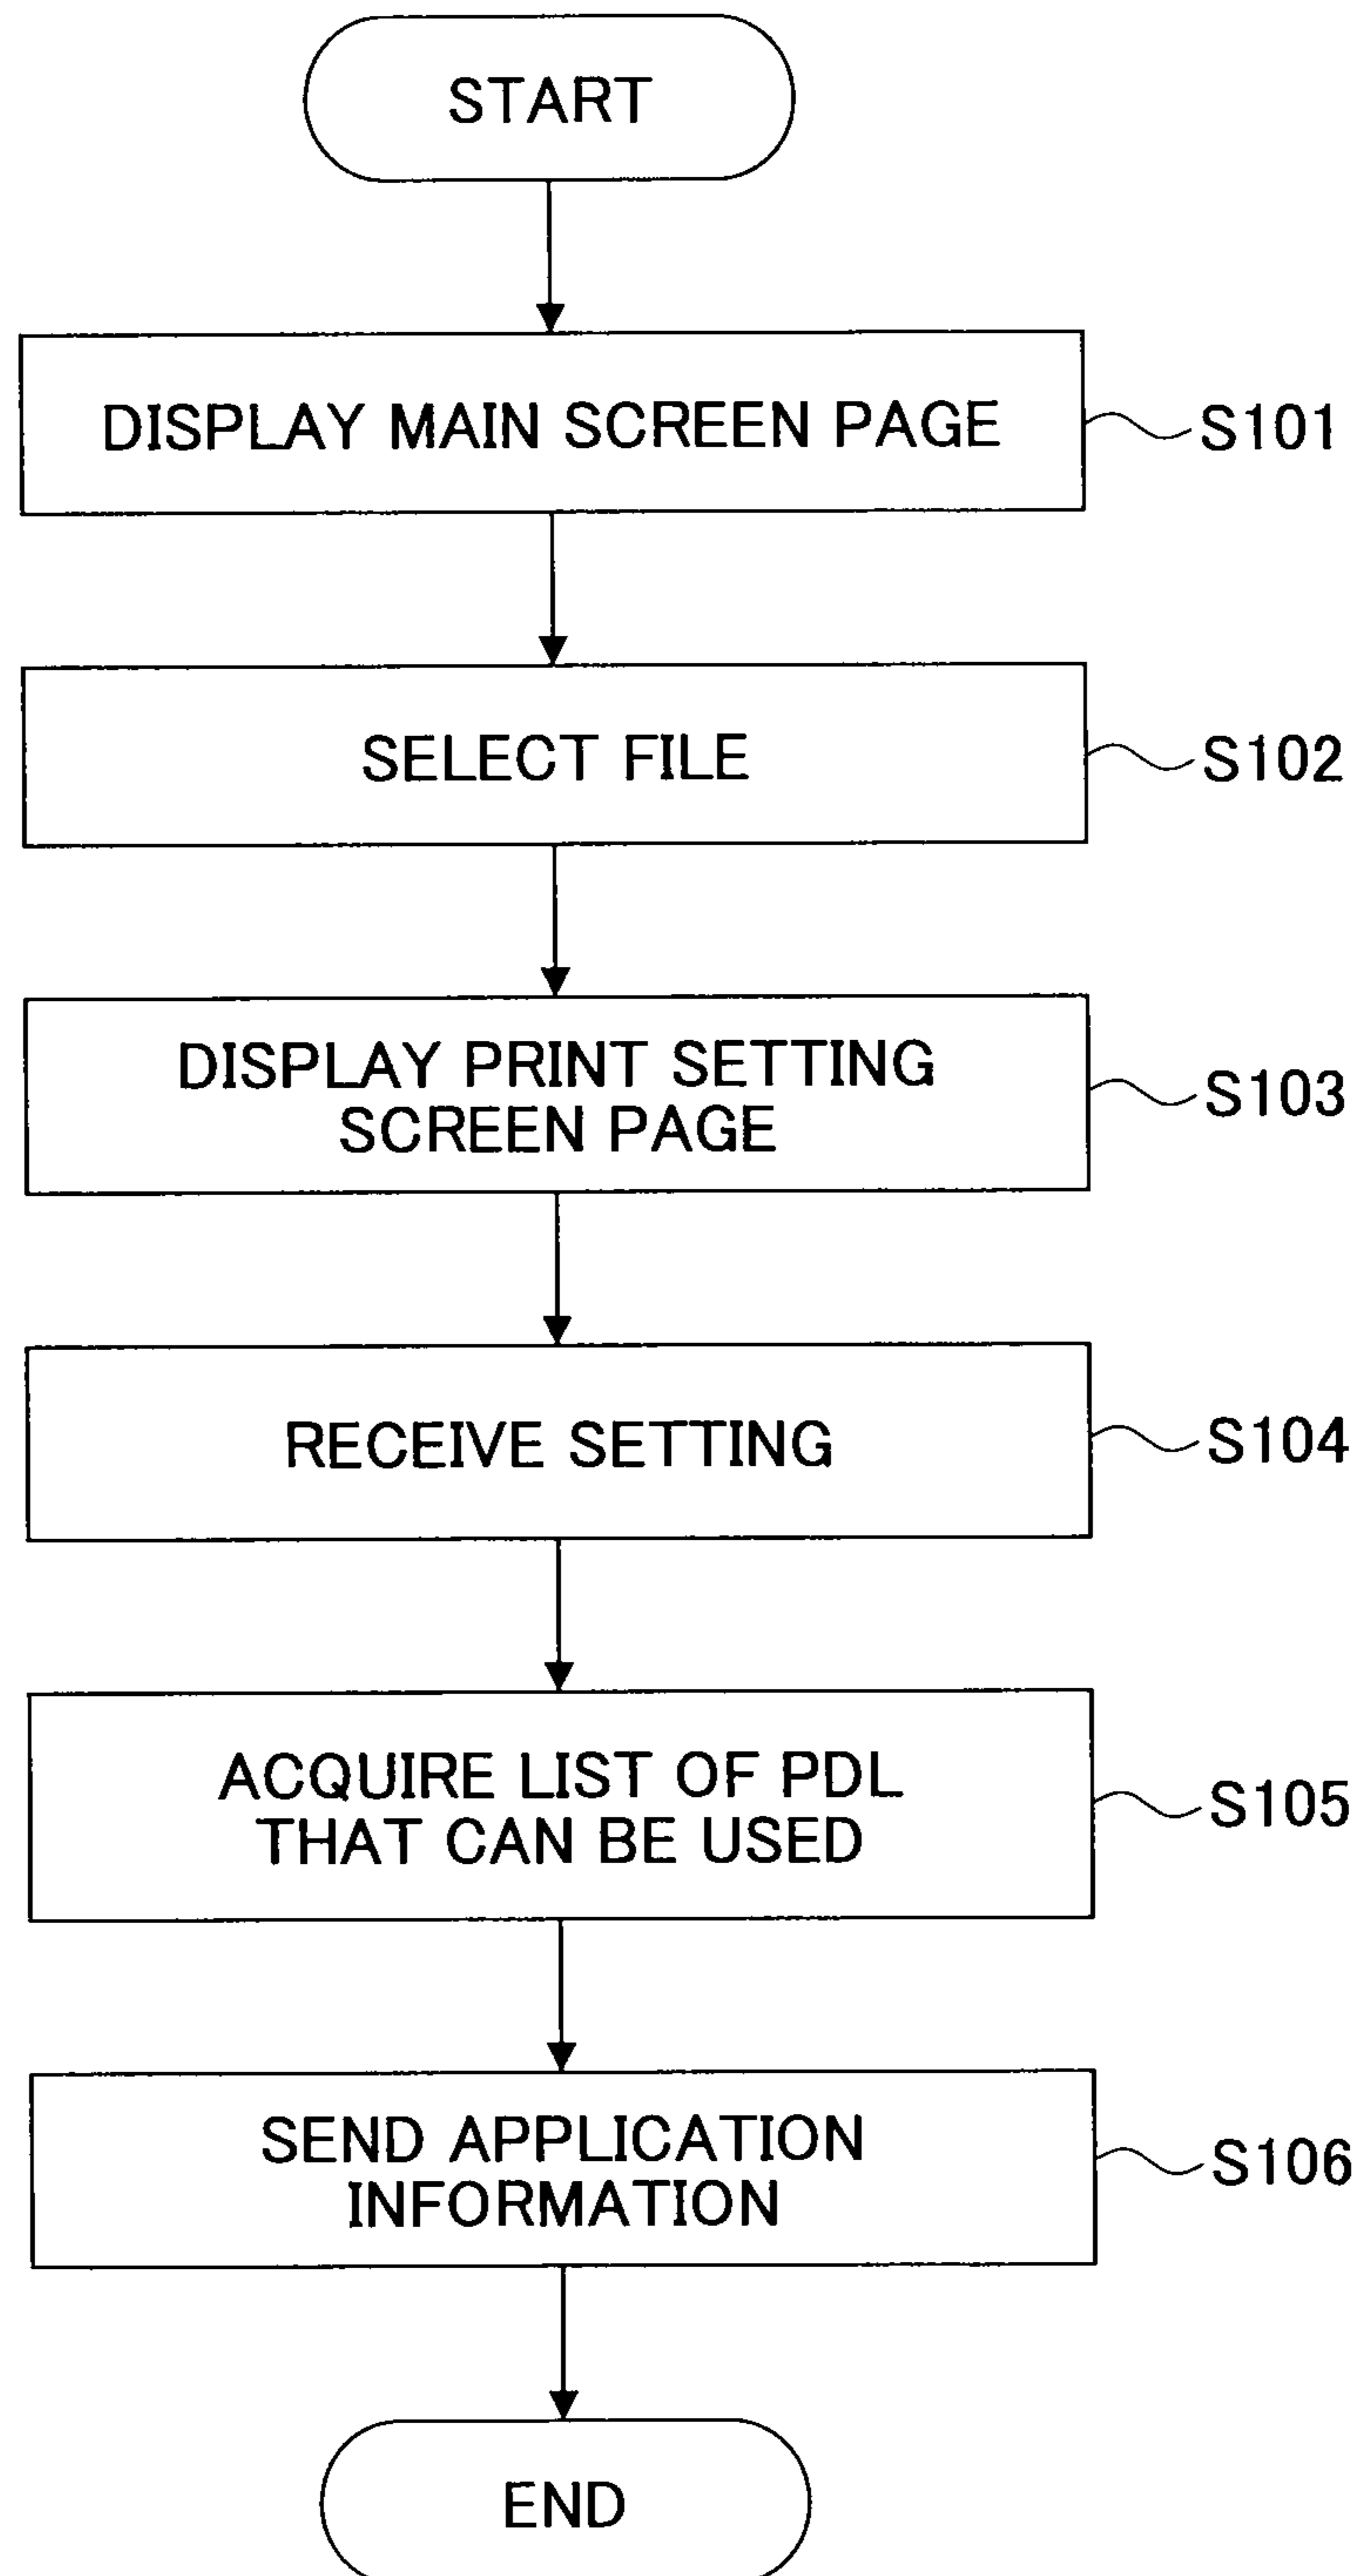 START
DISPLAY MAIN SCREEN PAGE
S101
SELECT FILE
S102
DISPLAY PRINT SETTING
SCREEN PAGE
S103
RECEIVE SETTING
S104
ACQUIRE LIST OF PDL
THAT CAN BE USED
S105
SEND APPLICATION
INFORMATION
S106
END